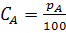 C_A = p_A / 100